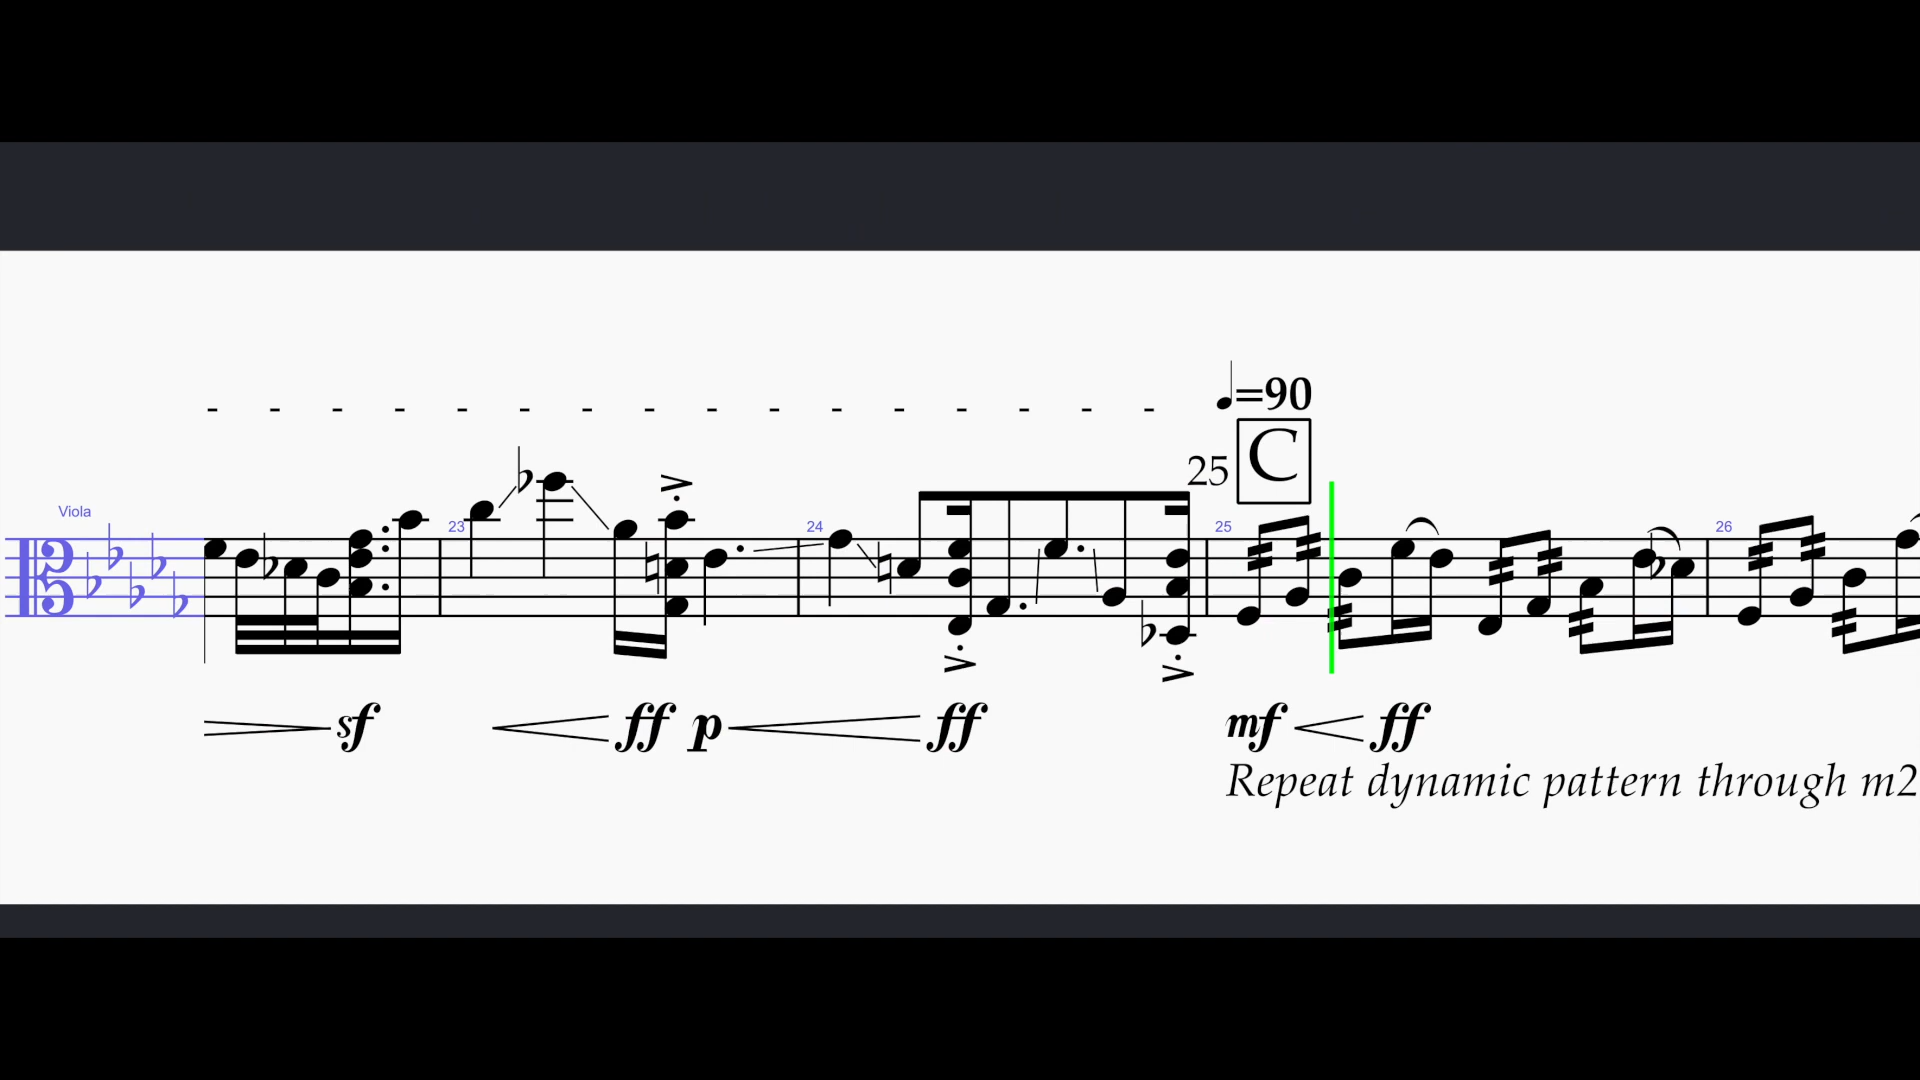 =90
C
25
Viola
23
24
25
26
sf
ff
p
ff
mf
ff
Repeat dynamic pattern through m2